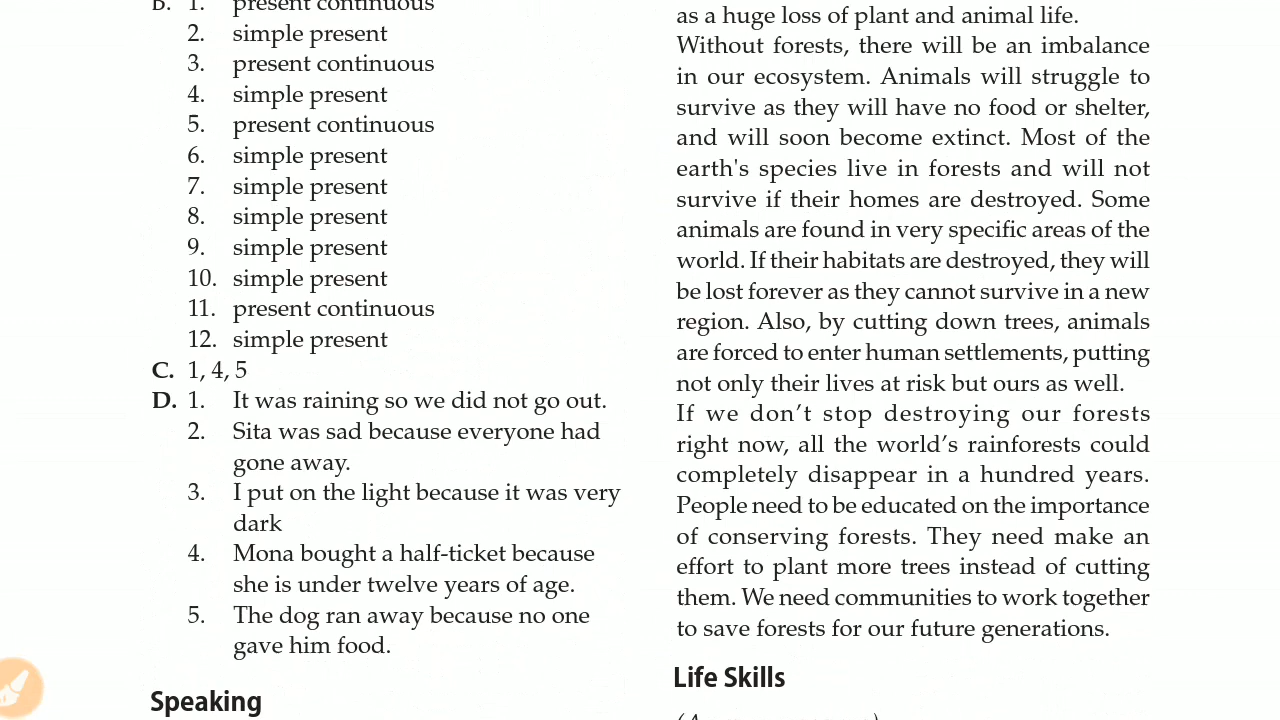 B. 1. present continuous
2. simple present
3. present continuous
4. simple present
5. present continuous
6. simple present
7. simple present
8. simple present
9. simple present
10. simple present
11. present continuous
12. simple present
C. 1, 4, 5
D. 1. It was raining so we did not go out.
2. Sita was sad because everyone had
gone away.
3. I put on the light because it was very
dark
4. Mona bought a half-ticket because
she is under twelve years of age.
5. The dog ran away because no one
gave him food.
Speaking
as a huge loss of plant and animal life.
Without forests, there will be an imbalance
in our ecosystem. Animals will struggle to
survive as they will have no food or shelter,
and will soon become extinct. Most of the
earth's species live in forests and will not
survive if their homes are destroyed. Some
animals are found in very specific areas of the
world. If their habitats are destroyed, they will
be lost forever as they cannot survive in a new
region. Also, by cutting down trees, animals
are forced to enter human settlements, putting
not only their lives at risk but ours as well.
If we don’t stop destroying our forests
right now, all the world’s rainforests could
completely disappear in a hundred years.
People need to be educated on the importance
of conserving forests. They need make an
effort to plant more trees instead of cutting
them. We need communities to work together
to save forests for our future generations.
Life Skills